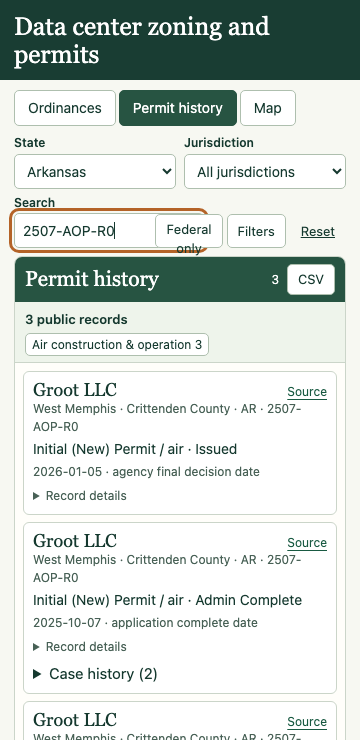 Data center zoning and
permits
Ordinances
Permit history
Map
State
Jurisdiction
Arkansas
All jurisdictions
Search
2507-AOP-R0
Federal
only
Filters
Reset
Permit history
3
CSV
3 public records
Air construction & operation 3
Groot LLC
Source
West Memphis · Crittenden County · AR · 2507-
AOP-R0
Initial (New) Permit / air · Issued
2026-01-05 · agency final decision date
Record details
Groot LLC
Source
West Memphis · Crittenden County · AR · 2507-
AOP-R0
Initial (New) Permit / air · Admin Complete
2025-10-07 · application complete date
Record details
Case history (2)
Groot LLC
Source
West Memphis · Crittenden County · AR · 2507-